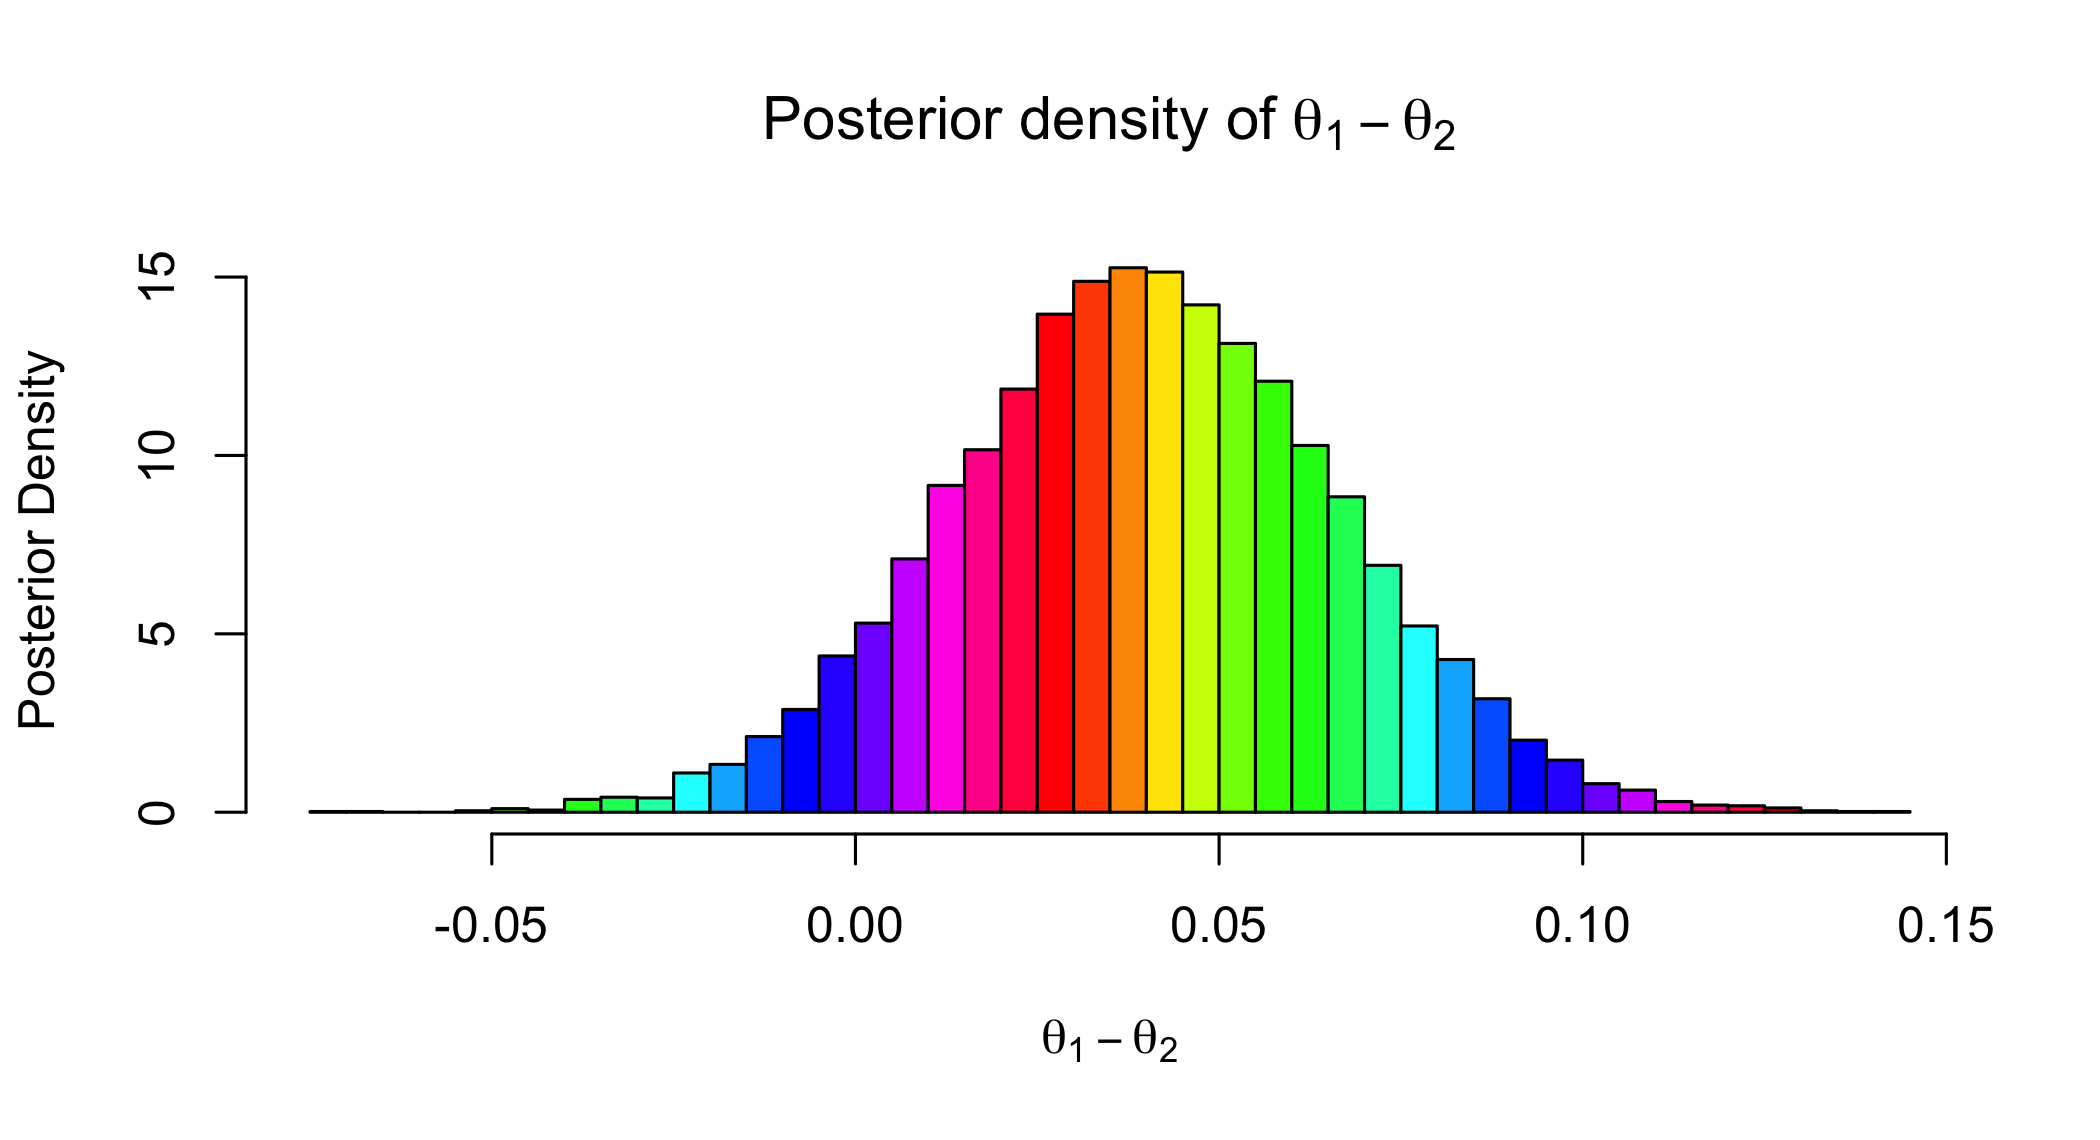 Posterior density of θ₁ – θ₂
Posterior Density
15
10
5
0
-0.05 0.00 0.05 0.10 0.15
θ₁ – θ₂